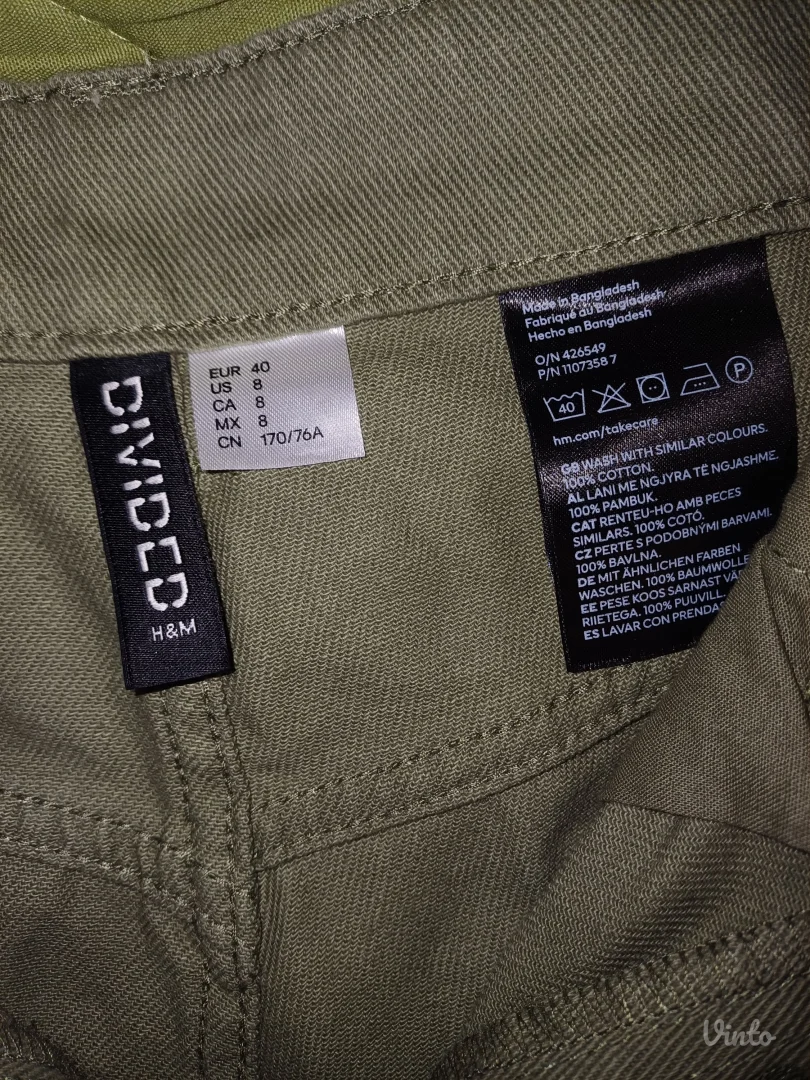 DIVIDED
H&M
EUR 40
US 8
CA 8
MX 8
CN 170/76A
Made in Bangladesh
Fabriqué au Bangladesh
Hecho en Bangladesh
O/N 426549
P/N 1107358 7
40
P
hm.com/takecare
GB WASH WITH SIMILAR COLOURS.
100% COTTON.
AL LANI ME NGJYRA TË NGJASHME.
100% PAMBUK.
CAT RENTEU-HO AMB PECES
SIMILARS. 100% COTÓ.
CZ PERTE S PODOBNÝMI BARVAMI.
100% BAVLNA.
DE MIT ÄHNLICHEN FARBEN
WASCHEN. 100% BAUMWOLLE
EE PESE KOOS SARNAST
RIIETEGA. 100% PUUVILL.
ES LAVAR CON PRENDAS
Vinto